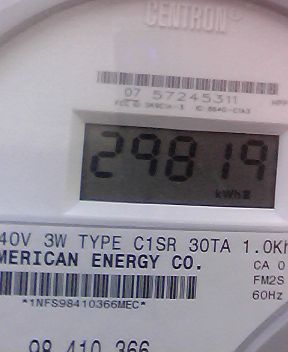 CENTRON®
07 57245311
29819
kWh
40V 3W TYPE C1SR 30TA 1.0Kh
MERICAN ENERGY CO.
CA 0
FM2S
60Hz
*1NFS98410366MEC*
98 410 366